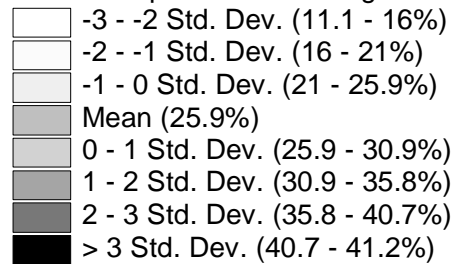 -3 - -2 Std. Dev. (11.1 - 16%)
-2 - -1 Std. Dev. (16 - 21%)
-1 - 0 Std. Dev. (21 - 25.9%)
Mean (25.9%)
0 - 1 Std. Dev. (25.9 - 30.9%)
1 - 2 Std. Dev. (30.9 - 35.8%)
2 - 3 Std. Dev. (35.8 - 40.7%)
> 3 Std. Dev. (40.7 - 41.2%)